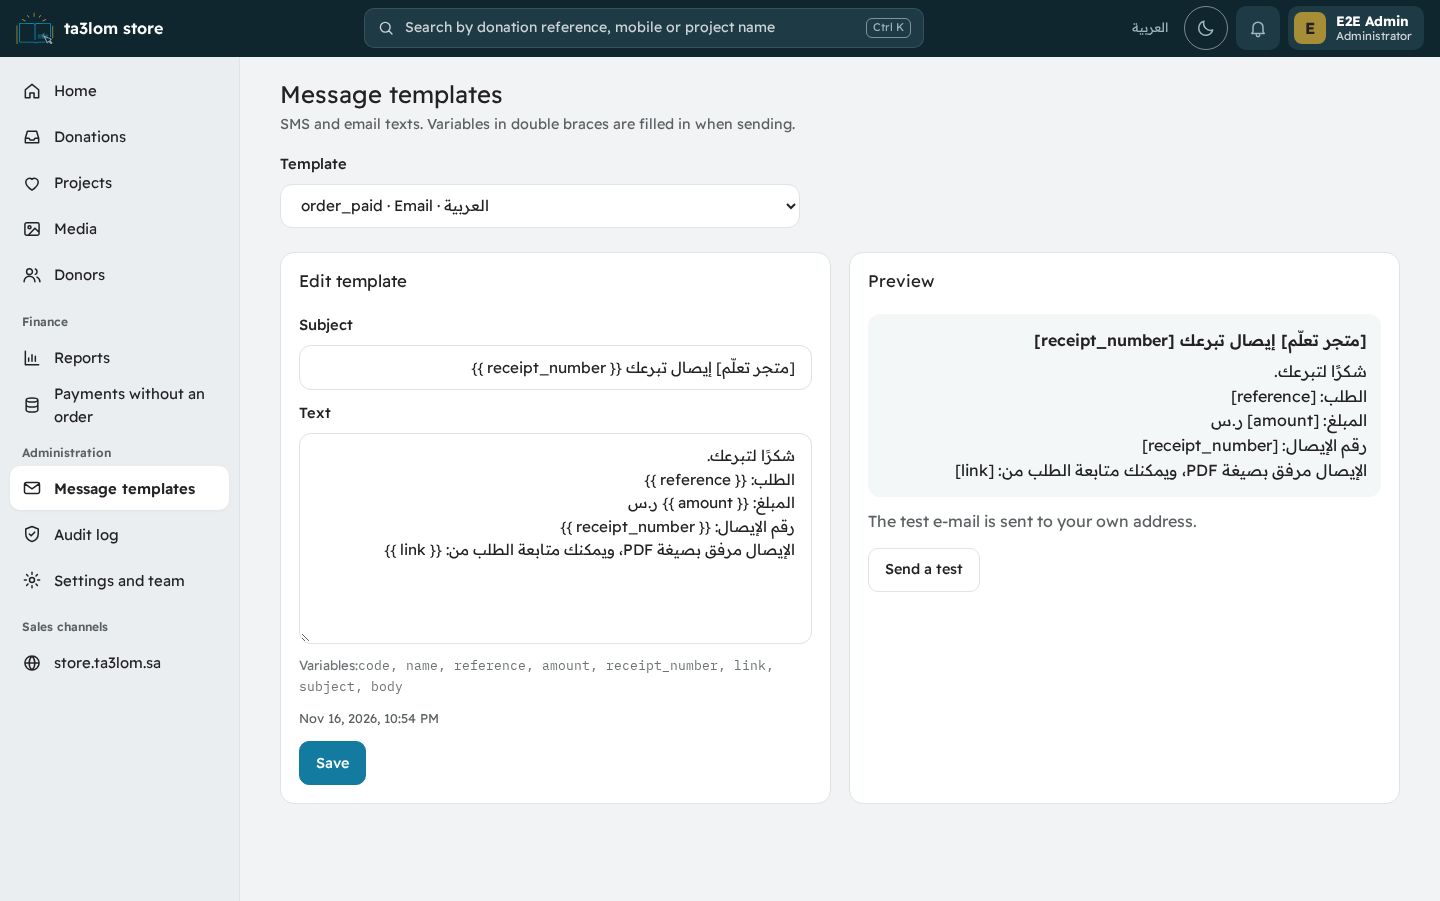 ta3lom store
Search by donation reference, mobile or project name
Ctrl K
العربية
E
E2E Admin
Administrator
Home
Donations
Projects
Media
Donors
Finance
Reports
Payments without an
order
Administration
Message templates
Audit log
Settings and team
Sales channels
store.ta3lom.sa
Message templates
SMS and email texts. Variables in double braces are filled in when sending.
Template
order_paid · Email · العربية
Edit template
Subject
[متجر تعلّم] إيصال تبرعك {{ receipt_number }}
Text
شكرًا لتبرعك.
الطلب: {{ reference }}
المبلغ: {{ amount }} ر.س
رقم الإيصال: {{ receipt_number }}
الإيصال مرفق بصيغة PDF، ويمكنك متابعة الطلب من: {{ link }}
Variables:code, name, reference, amount, receipt_number, link,
subject, body
Nov 16, 2026, 10:54 PM
Save
Preview
[متجر تعلّم] إيصال تبرعك [receipt_number]
شكرًا لتبرعك.
الطلب: [reference]
المبلغ: [amount] ر.س
رقم الإيصال: [receipt_number]
الإيصال مرفق بصيغة PDF، ويمكنك متابعة الطلب من: [link]
The test e-mail is sent to your own address.
Send a test